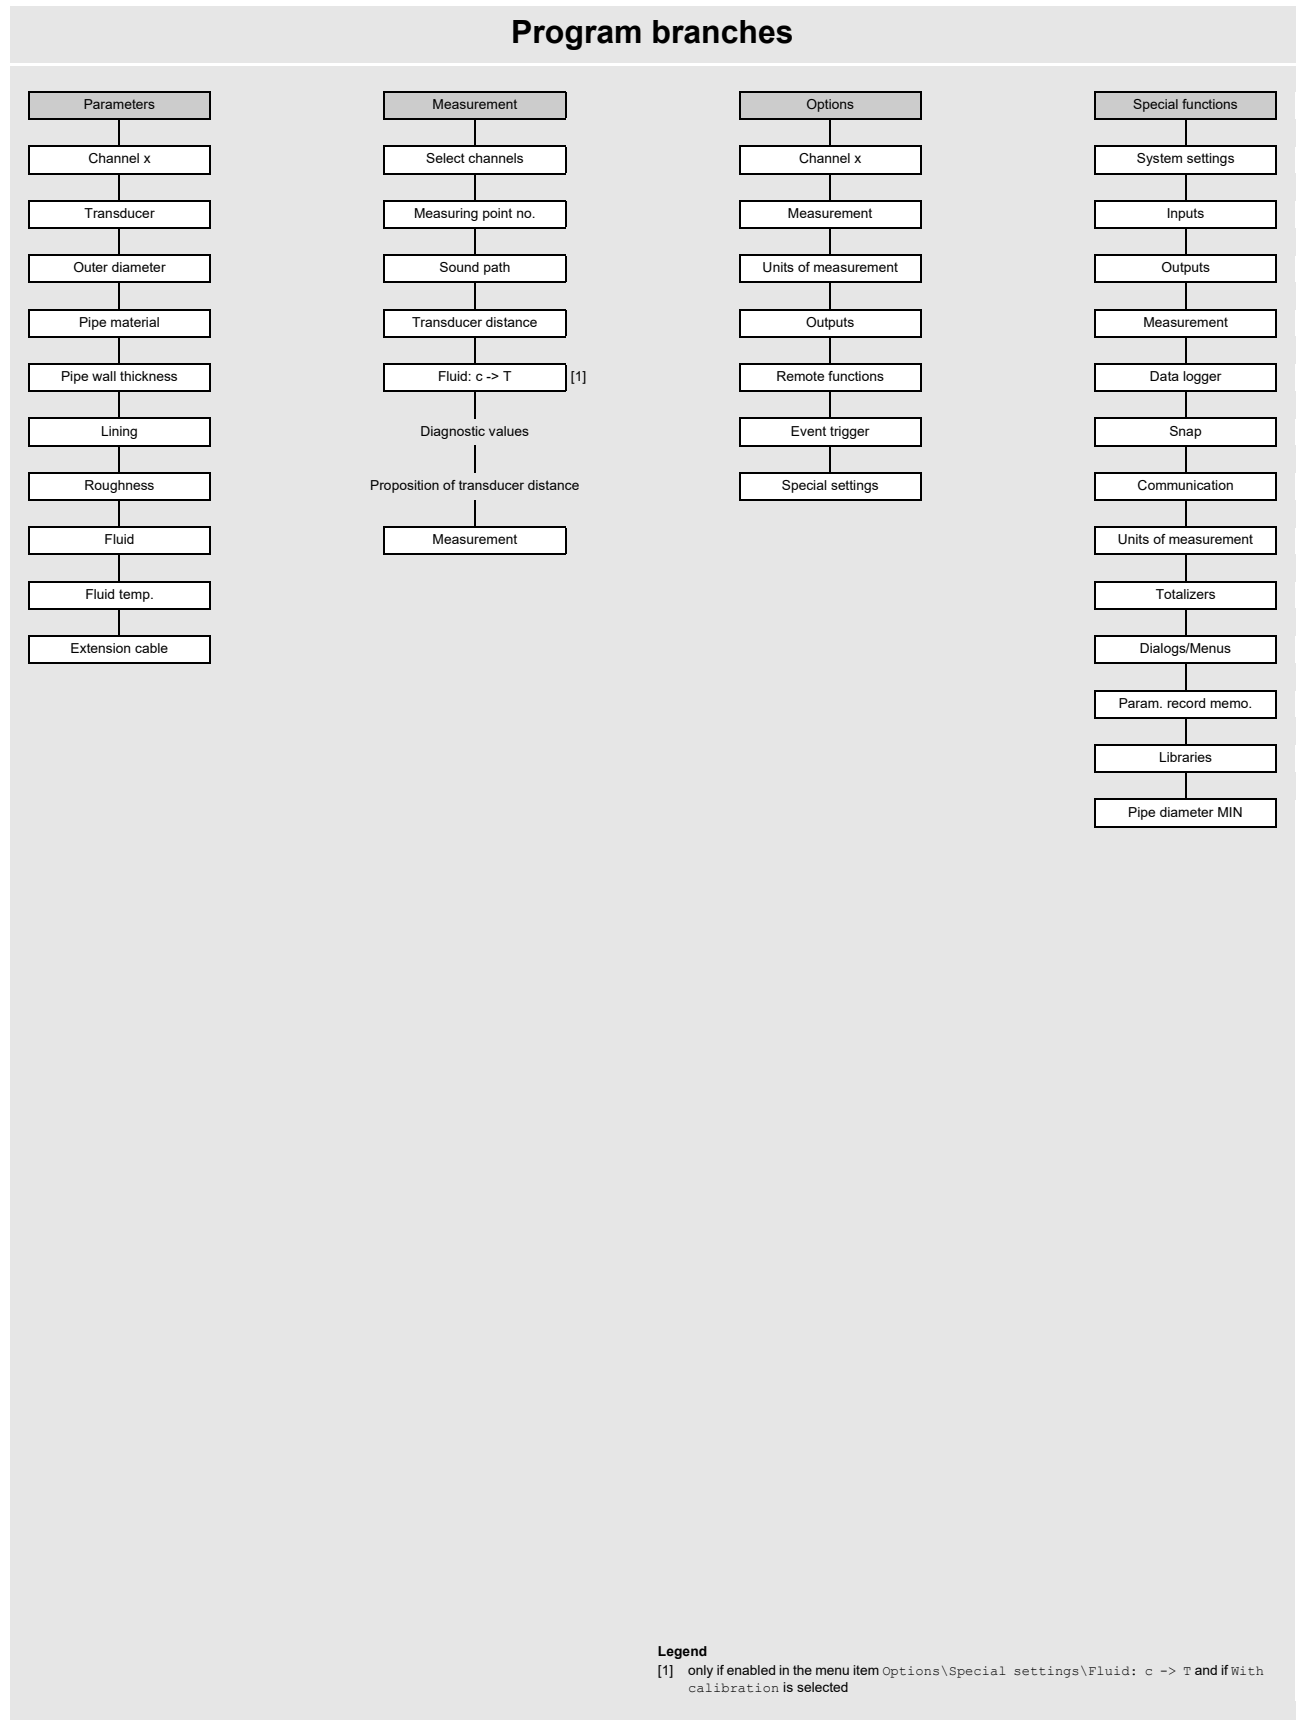 Program branches
Parameters
Channel x
Transducer
Outer diameter
Pipe material
Pipe wall thickness
Lining
Roughness
Fluid
Fluid temp.
Extension cable
Measurement
Select channels
Measuring point no.
Sound path
Transducer distance
Fluid: c -> T [1]
Diagnostic values
Proposition of transducer distance
Measurement
Options
Channel x
Measurement
Units of measurement
Outputs
Remote functions
Event trigger
Special settings
Special functions
System settings
Inputs
Outputs
Measurement
Data logger
Snap
Communication
Units of measurement
Totalizers
Dialogs/Menus
Param. record memo.
Libraries
Pipe diameter MIN
Legend
[1] only if enabled in the menu item Options\Special settings\Fluid: c -> T and if With
calibration is selected